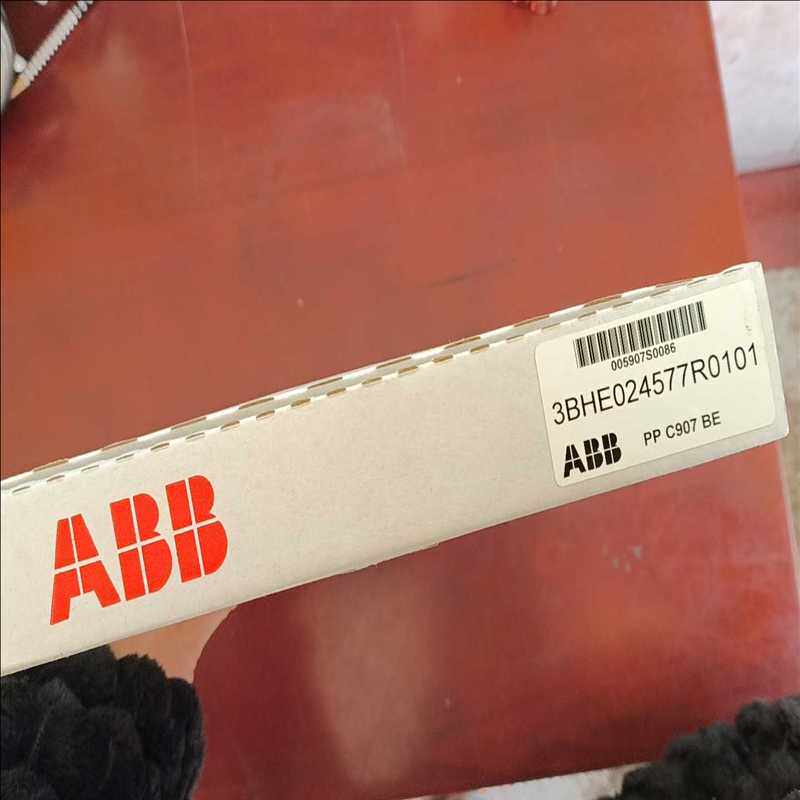 ABB
005907S0086
3BHE024577R0101
ABB PP C907 BE